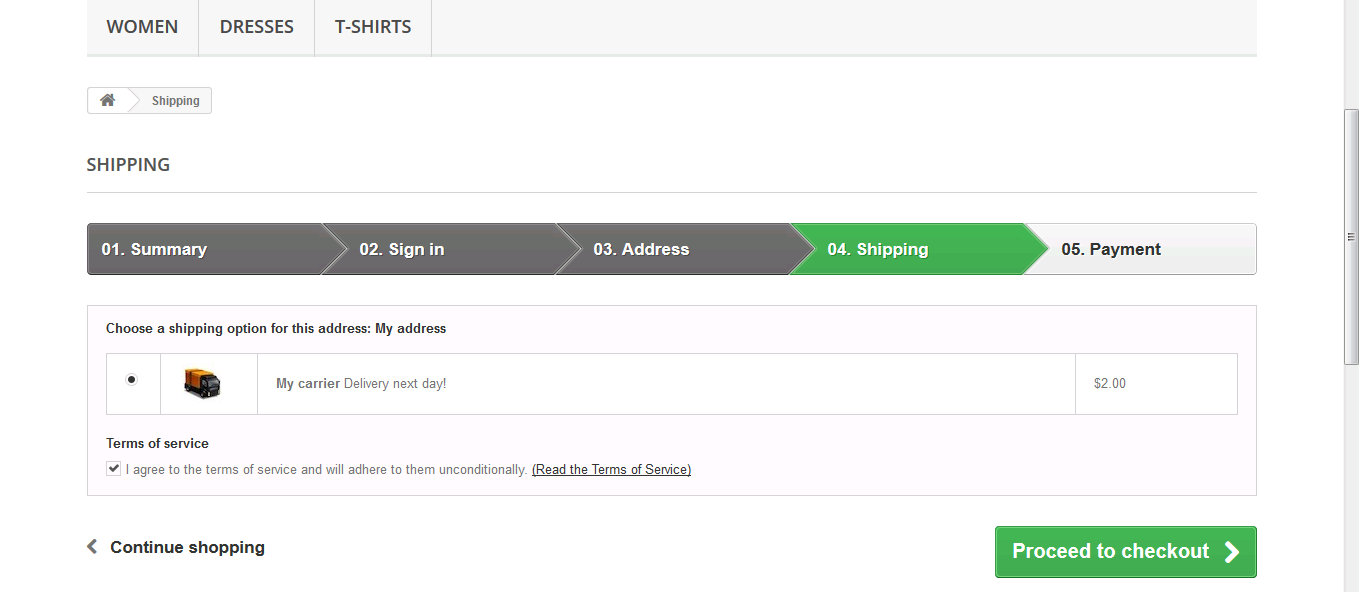 WOMEN DRESSES T-SHIRTS
Shipping
SHIPPING
01. Summary 02. Sign in 03. Address 04. Shipping 05. Payment
Choose a shipping option for this address: My address
My carrier Delivery next day! $2.00
Terms of service
I agree to the terms of service and will adhere to them unconditionally. (Read the Terms of Service)
Continue shopping
Proceed to checkout